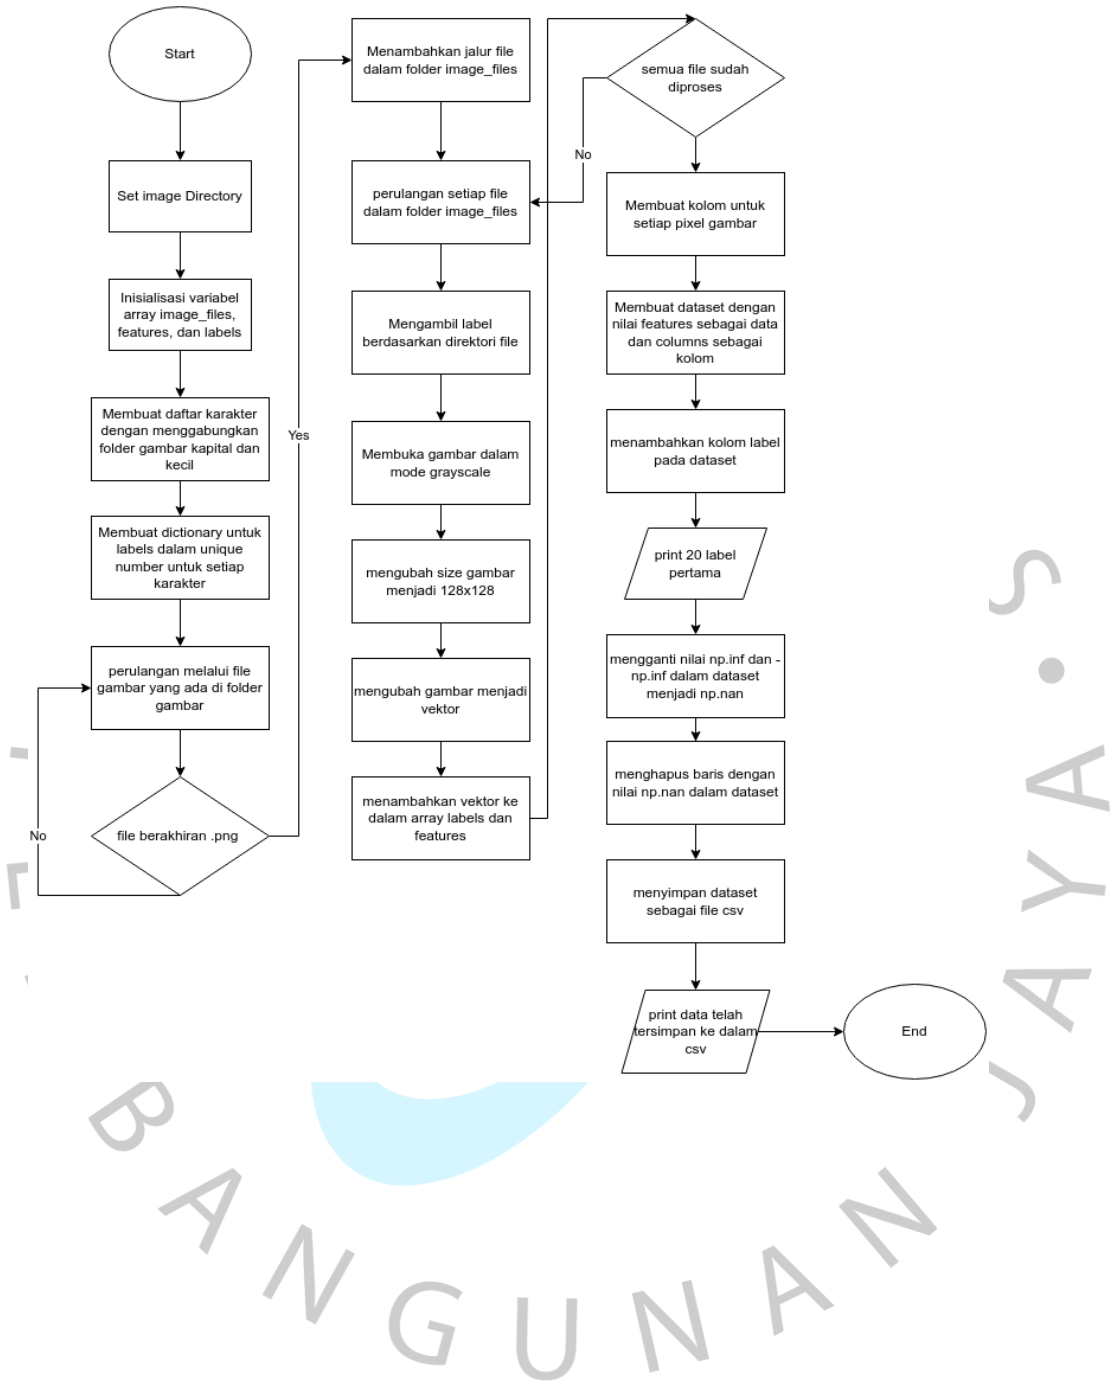 Start
Set image Directory
Inisialisasi variabel
array image_files,
features, dan labels
Membuat daftar karakter
dengan menggabungkan
folder gambar kapital dan
kecil
Membuat dictionary untuk
labels dalam unique
number untuk setiap
karakter
perulangan melalui file
gambar yang ada di folder
gambar
file berakhiran .png
No
Yes
Menambahkan jalur file
dalam folder image_files
perulangan setiap file
dalam folder image_files
Mengambil label
berdasarkan direktori file
Membuka gambar dalam
mode grayscale
mengubah size gambar
menjadi 128x128
mengubah gambar menjadi
vektor
menambahkan vektor ke
dalam array labels dan
features
semua file sudah
diproses
No
Membuat kolom untuk
setiap pixel gambar
Membuat dataset dengan
nilai features sebagai data
dan columns sebagai
kolom
menambahkan kolom label
pada dataset
print 20 label
pertama
mengganti nilai np.inf dan -
np.inf dalam dataset
menjadi np.nan
menghapus baris dengan
nilai np.nan dalam dataset
menyimpan dataset
sebagai file csv
print data telah
tersimpan ke dalam
csv
End
BANGUNAN JAYA • S